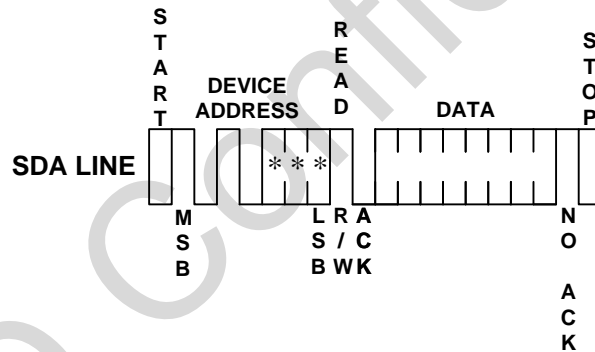 START
READ
STOP
DEVICE
ADDRESS
DATA
SDA LINE
* * *
MSB
LSB
R/W
ACK
NO ACK